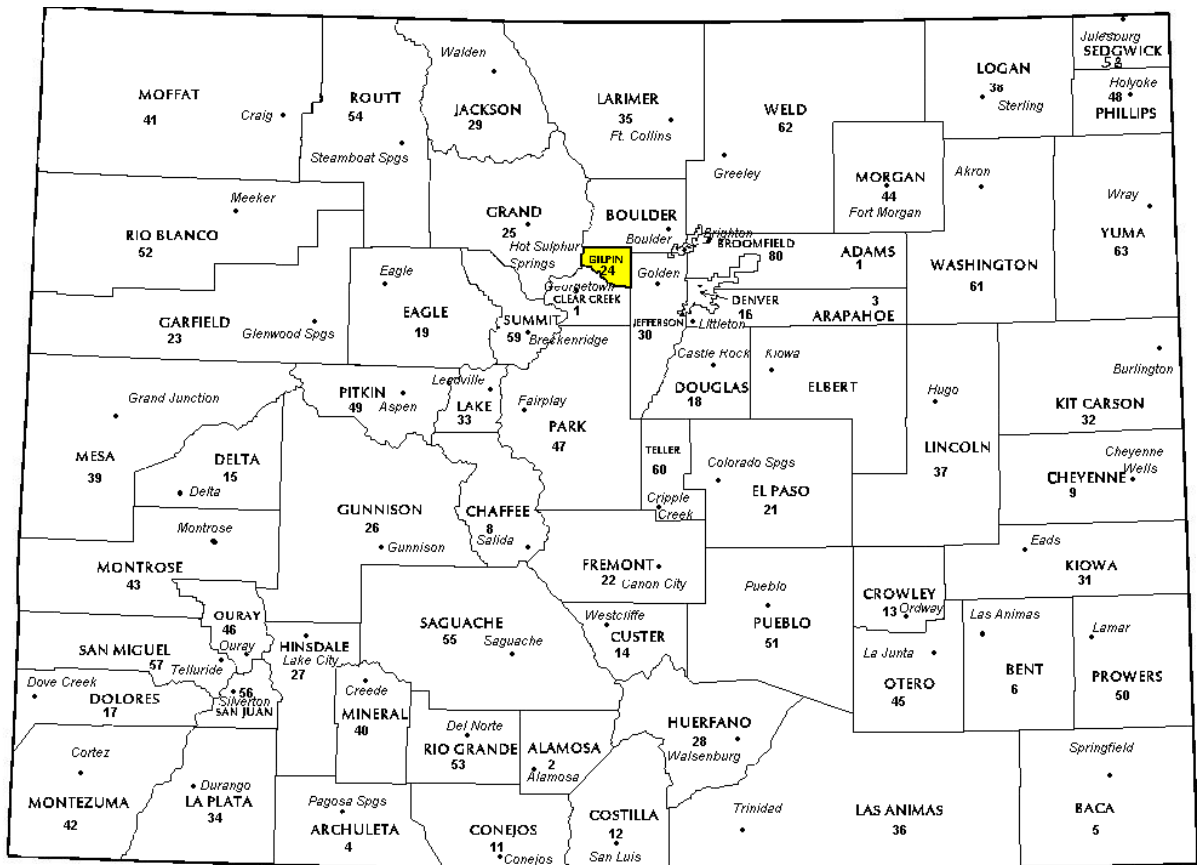 Walden
JACKSON
29
MOFFAT
41
Craig
ROUTT
54
Steamboat Spgs
LARIMER
35
Ft. Collins
WELD
62
Greeley
LOGAN
38
Sterling
Julesburg
SEDGWICK
58
Holyoke
48
PHILLIPS
MORGAN
44
Fort Morgan
Akron
WASHINGTON
61
Wray
YUMA
63
Meeker
RIO BLANCO
52
GRAND
25
Hot Sulphur
Springs
BOULDER
Boulder
Brighton
BROOMFIELD
80
ADAMS
1
GILPIN
24
Georgetown
CLEAR CREEK
1
Golden
JEFFERSON
30
DENVER
16
Littleton
3
ARAPAHOE
GARFIELD
23
Glenwood Spgs
Eagle
EAGLE
19
SUMMIT
59
Breckenridge
Castle Rock
DOUGLAS
18
Kiowa
ELBERT
Hugo
LINCOLN
37
Burlington
KIT CARSON
32
Grand Junction
MESA
39
PITKIN
49
Aspen
Leadville
LAKE
33
Fairplay
PARK
47
TELLER
60
Cripple
Creek
Colorado Spgs
EL PASO
21
Cheyenne
Wells
CHEYENNE
9
DELTA
15
Delta
GUNNISON
26
Gunnison
CHAFFEE
8
Salida
Montrose
MONTROSE
43
FREMONT
22
Canon City
Pueblo
PUEBLO
51
CROWLEY
13
Ordway
Eads
KIOWA
31
OURAY
46
Ouray
HINSDALE
Lake City
27
SAGUACHE
55
Saguache
Westcliffe
CUSTER
14
La Junta
OTERO
45
Las Animas
BENT
6
Lamar
PROWERS
50
SAN MIGUEL
57
Telluride
Dove Creek
DOLORES
17
56
Silverton
SAN JUAN
Creede
MINERAL
40
Del Norte
RIO GRANDE
53
ALAMOSA
2
Alamosa
HUERFANO
28
Walsenburg
Cortez
MONTEZUMA
42
Durango
LA PLATA
34
Pagosa Spgs
ARCHULETA
4
CONEJOS
11
Conejos
COSTILLA
12
San Luis
Trinidad
LAS ANIMAS
36
Springfield
BACA
5